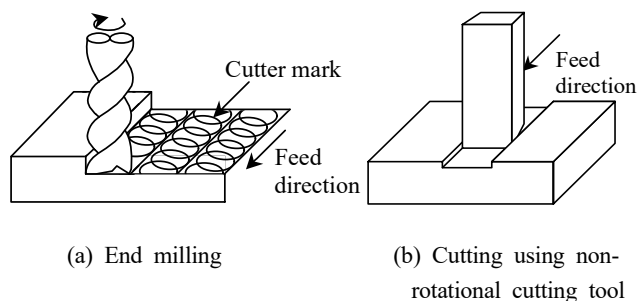 Cutter mark
Feed
direction
Feed
direction
(a) End milling
(b) Cutting using non-
rotational cutting tool